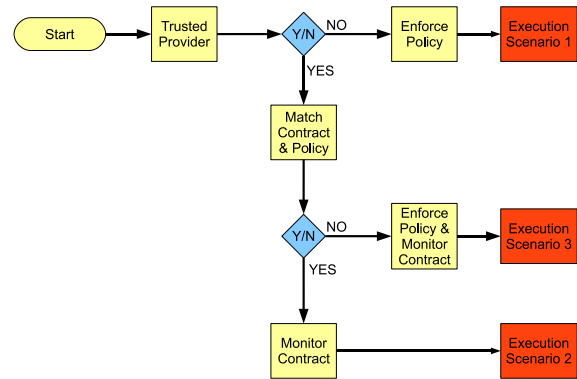 Start
Trusted
Provider
Y/N
NO
Enforce
Policy
Execution
Scenario 1
YES
Match
Contract
& Policy
Y/N
NO
Enforce
Policy &
Monitor
Contract
Execution
Scenario 3
YES
Monitor
Contract
Execution
Scenario 2